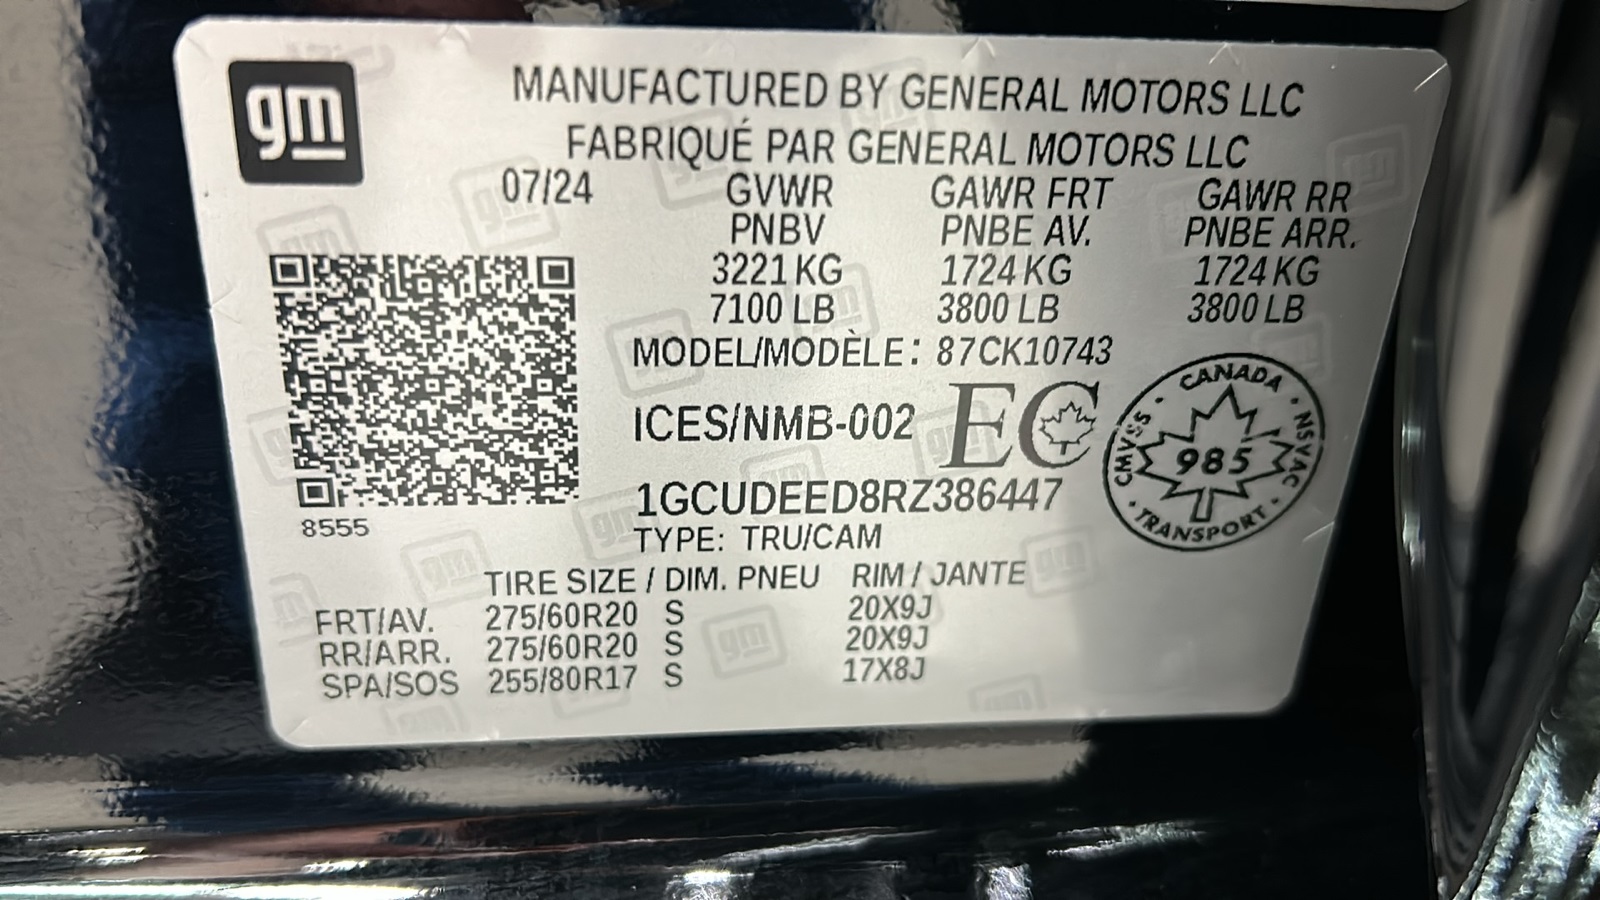 gm
MANUFACTURED BY GENERAL MOTORS LLC
FABRIQUÉ PAR GENERAL MOTORS LLC
07/24 GVWR GAWR FRT GAWR RR
PNBV PNBE AV. PNBE ARR.
3221 KG 1724 KG 1724 KG
7100 LB 3800 LB 3800 LB
MODEL/MODÈLE: 87CK10743
ICES/NMB-002 EC
CANADA
CMVSS · 985 · NSVAC
TRANSPORT
1GCUDEED8RZ386447
8555
TYPE: TRU/CAM
TIRE SIZE / DIM. PNEU RIM / JANTE
FRT/AV. 275/60R20 S 20X9J
RR/ARR. 275/60R20 S 20X9J
SPA/SOS 255/80R17 S 17X8J